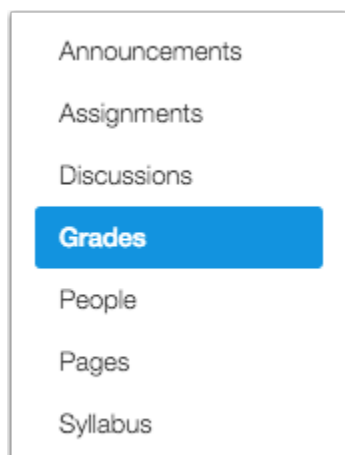 Announcements
Assignments
Discussions
Grades
People
Pages
Syllabus